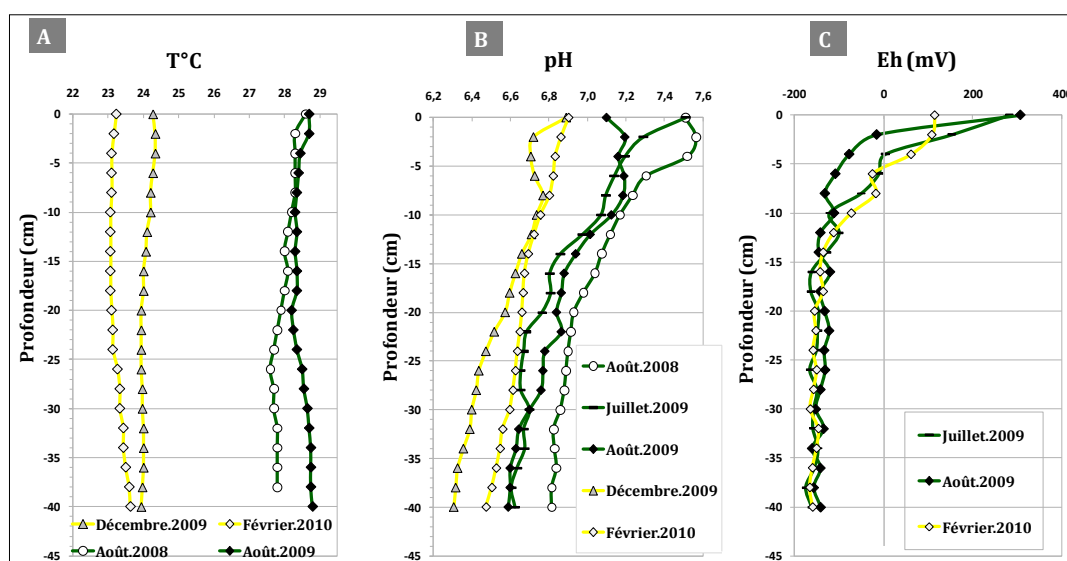 A
T°C
22 23 24 25 26 27 28 29
0
-5
-10
-15
-20
-25
-30
-35
-40
-45
Profondeur (cm)
Décembre.2009
Février.2010
Août.2008
Août.2009
B
pH
6,2 6,4 6,6 6,8 7,0 7,2 7,4 7,6
0
-5
-10
-15
-20
-25
-30
-35
-40
-45
Profondeur (cm)
Août.2008
Juillet.2009
Août.2009
Décembre.2009
Février.2010
C
Eh (mV)
-200 0 200 400
0
-5
-10
-15
-20
-25
-30
-35
-40
-45
Profondeur (cm)
Juillet.2009
Août.2009
Février.2010